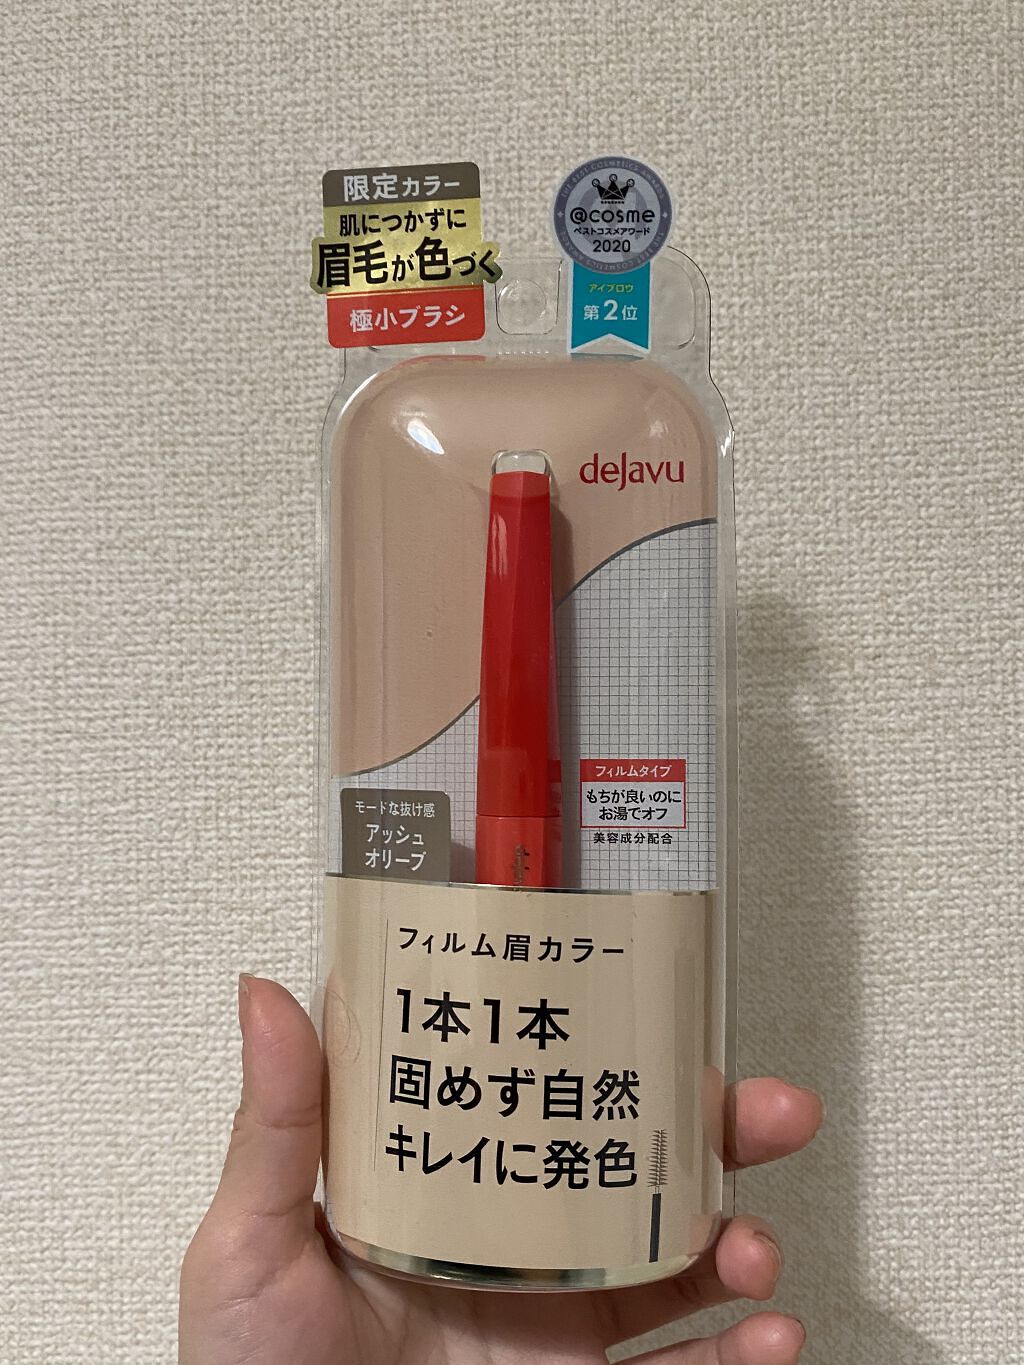 限定カラー
肌につかずに
眉毛が色づく
極小ブラシ
THE BEST COSMETICS AWARD
@cosme
ベストコスメアワード
2020
アイブロウ
第2位
dejavu
フィルムタイプ
もちが良いのに
お湯でオフ
美容成分配合
モードな抜け感
アッシュ
オリーブ
フィルム眉カラー
1本1本
固めず自然
キレイに発色